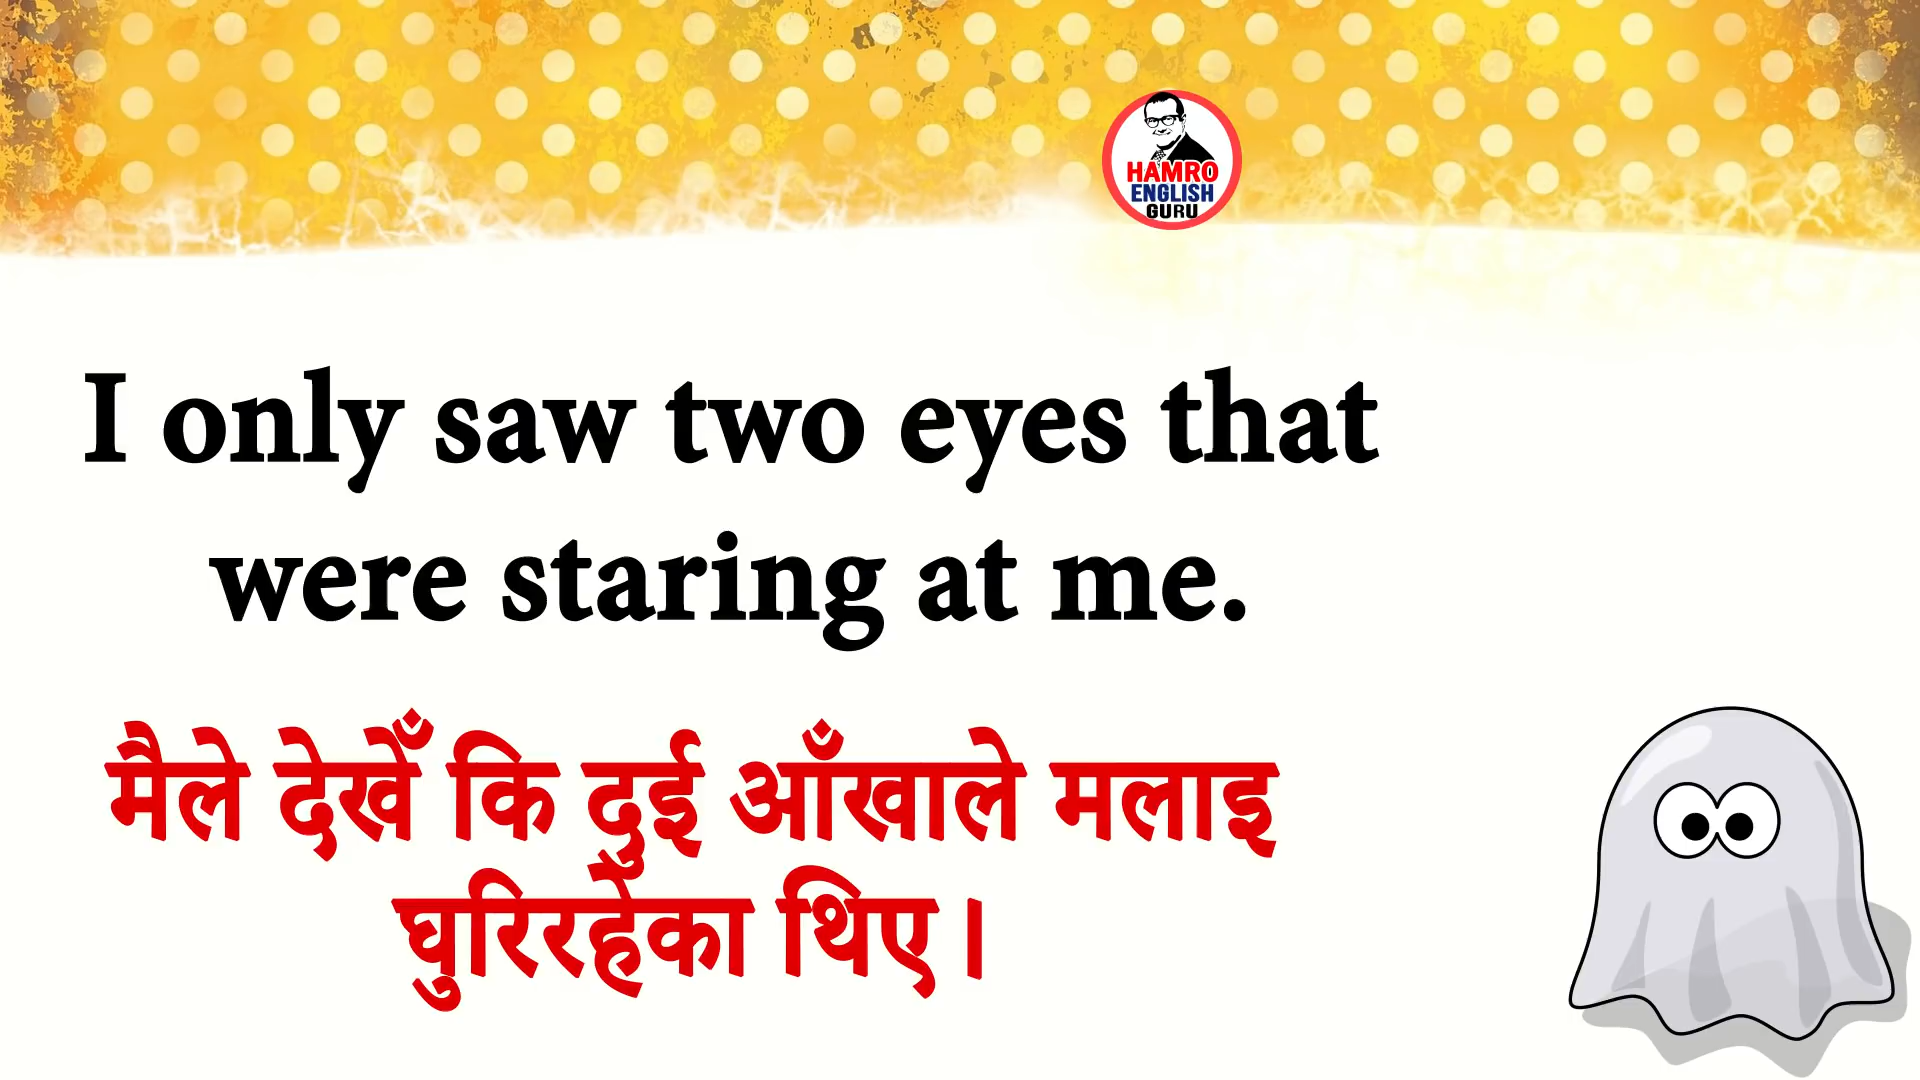 HAMRO
ENGLISH
GURU
I only saw two eyes that
were staring at me.
मैले देखेँ कि दुई आँखाले मलाइ
घुरिरहेका थिए।